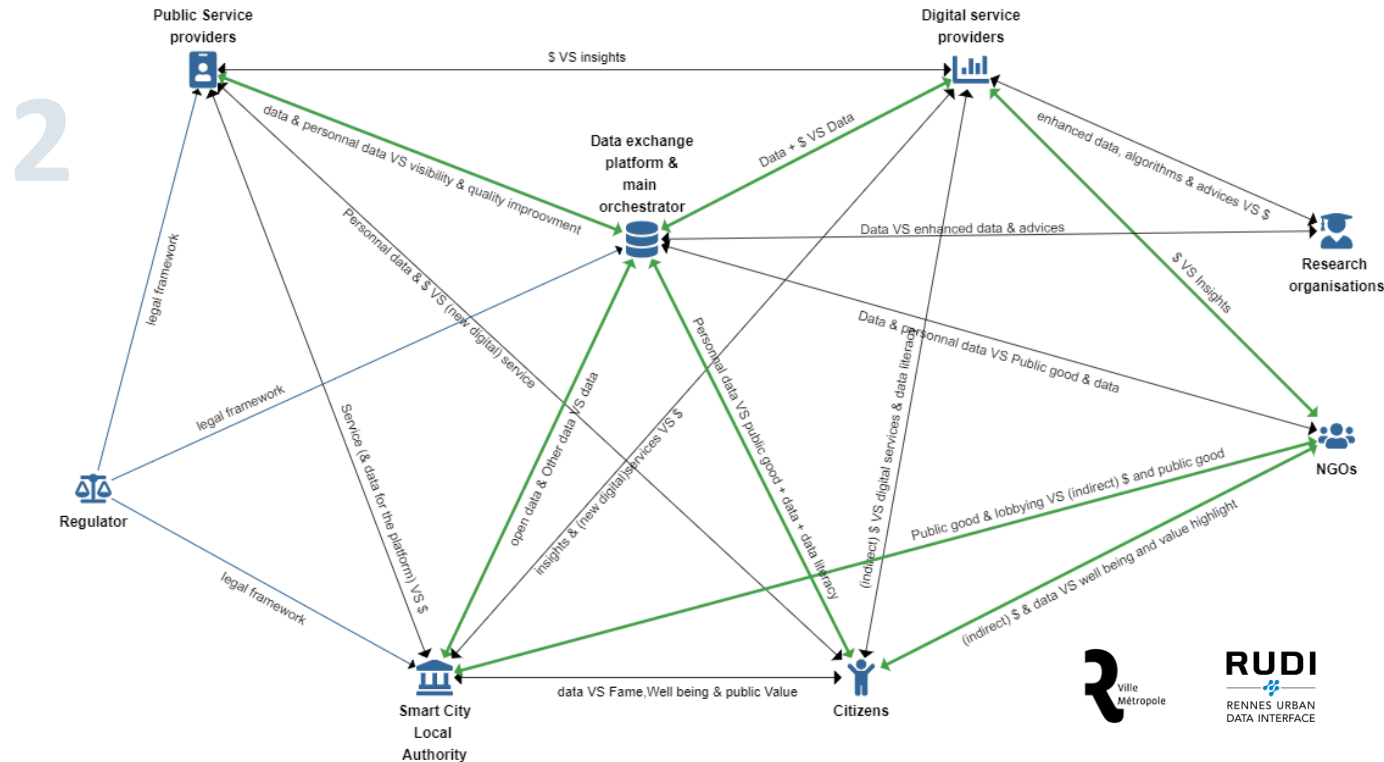 Public Service
providers
Digital service
providers
$ VS insights
2
data & personnal data VS visibility & quality improovment
Data exchange
platform &
main
orchestrator
Data + $ VS Data
enhanced data, algorithms & advices VS $
Data VS enhanced data & advices
Research
organisations
legal framework
Personnal data & $ VS (new digital) service
$ VS Insights
Data & personnal data VS Public good & data
legal framework
Personnal data VS public good + data + data literacy
(indirect) $ VS digital services & data literacy
open data & Other data VS data
insights & (new digital)services VS $
Service (& data for the platform) VS $
NGOs
Regulator
Public good & lobbying VS (indirect) $ and public good
legal framework
(indirect) $ & data VS well being and value highlight
data VS Fame,Well being & public Value
Smart City
Local
Authority
Citizens
Ville
Métropole
RUDI
RENNES URBAN
DATA INTERFACE